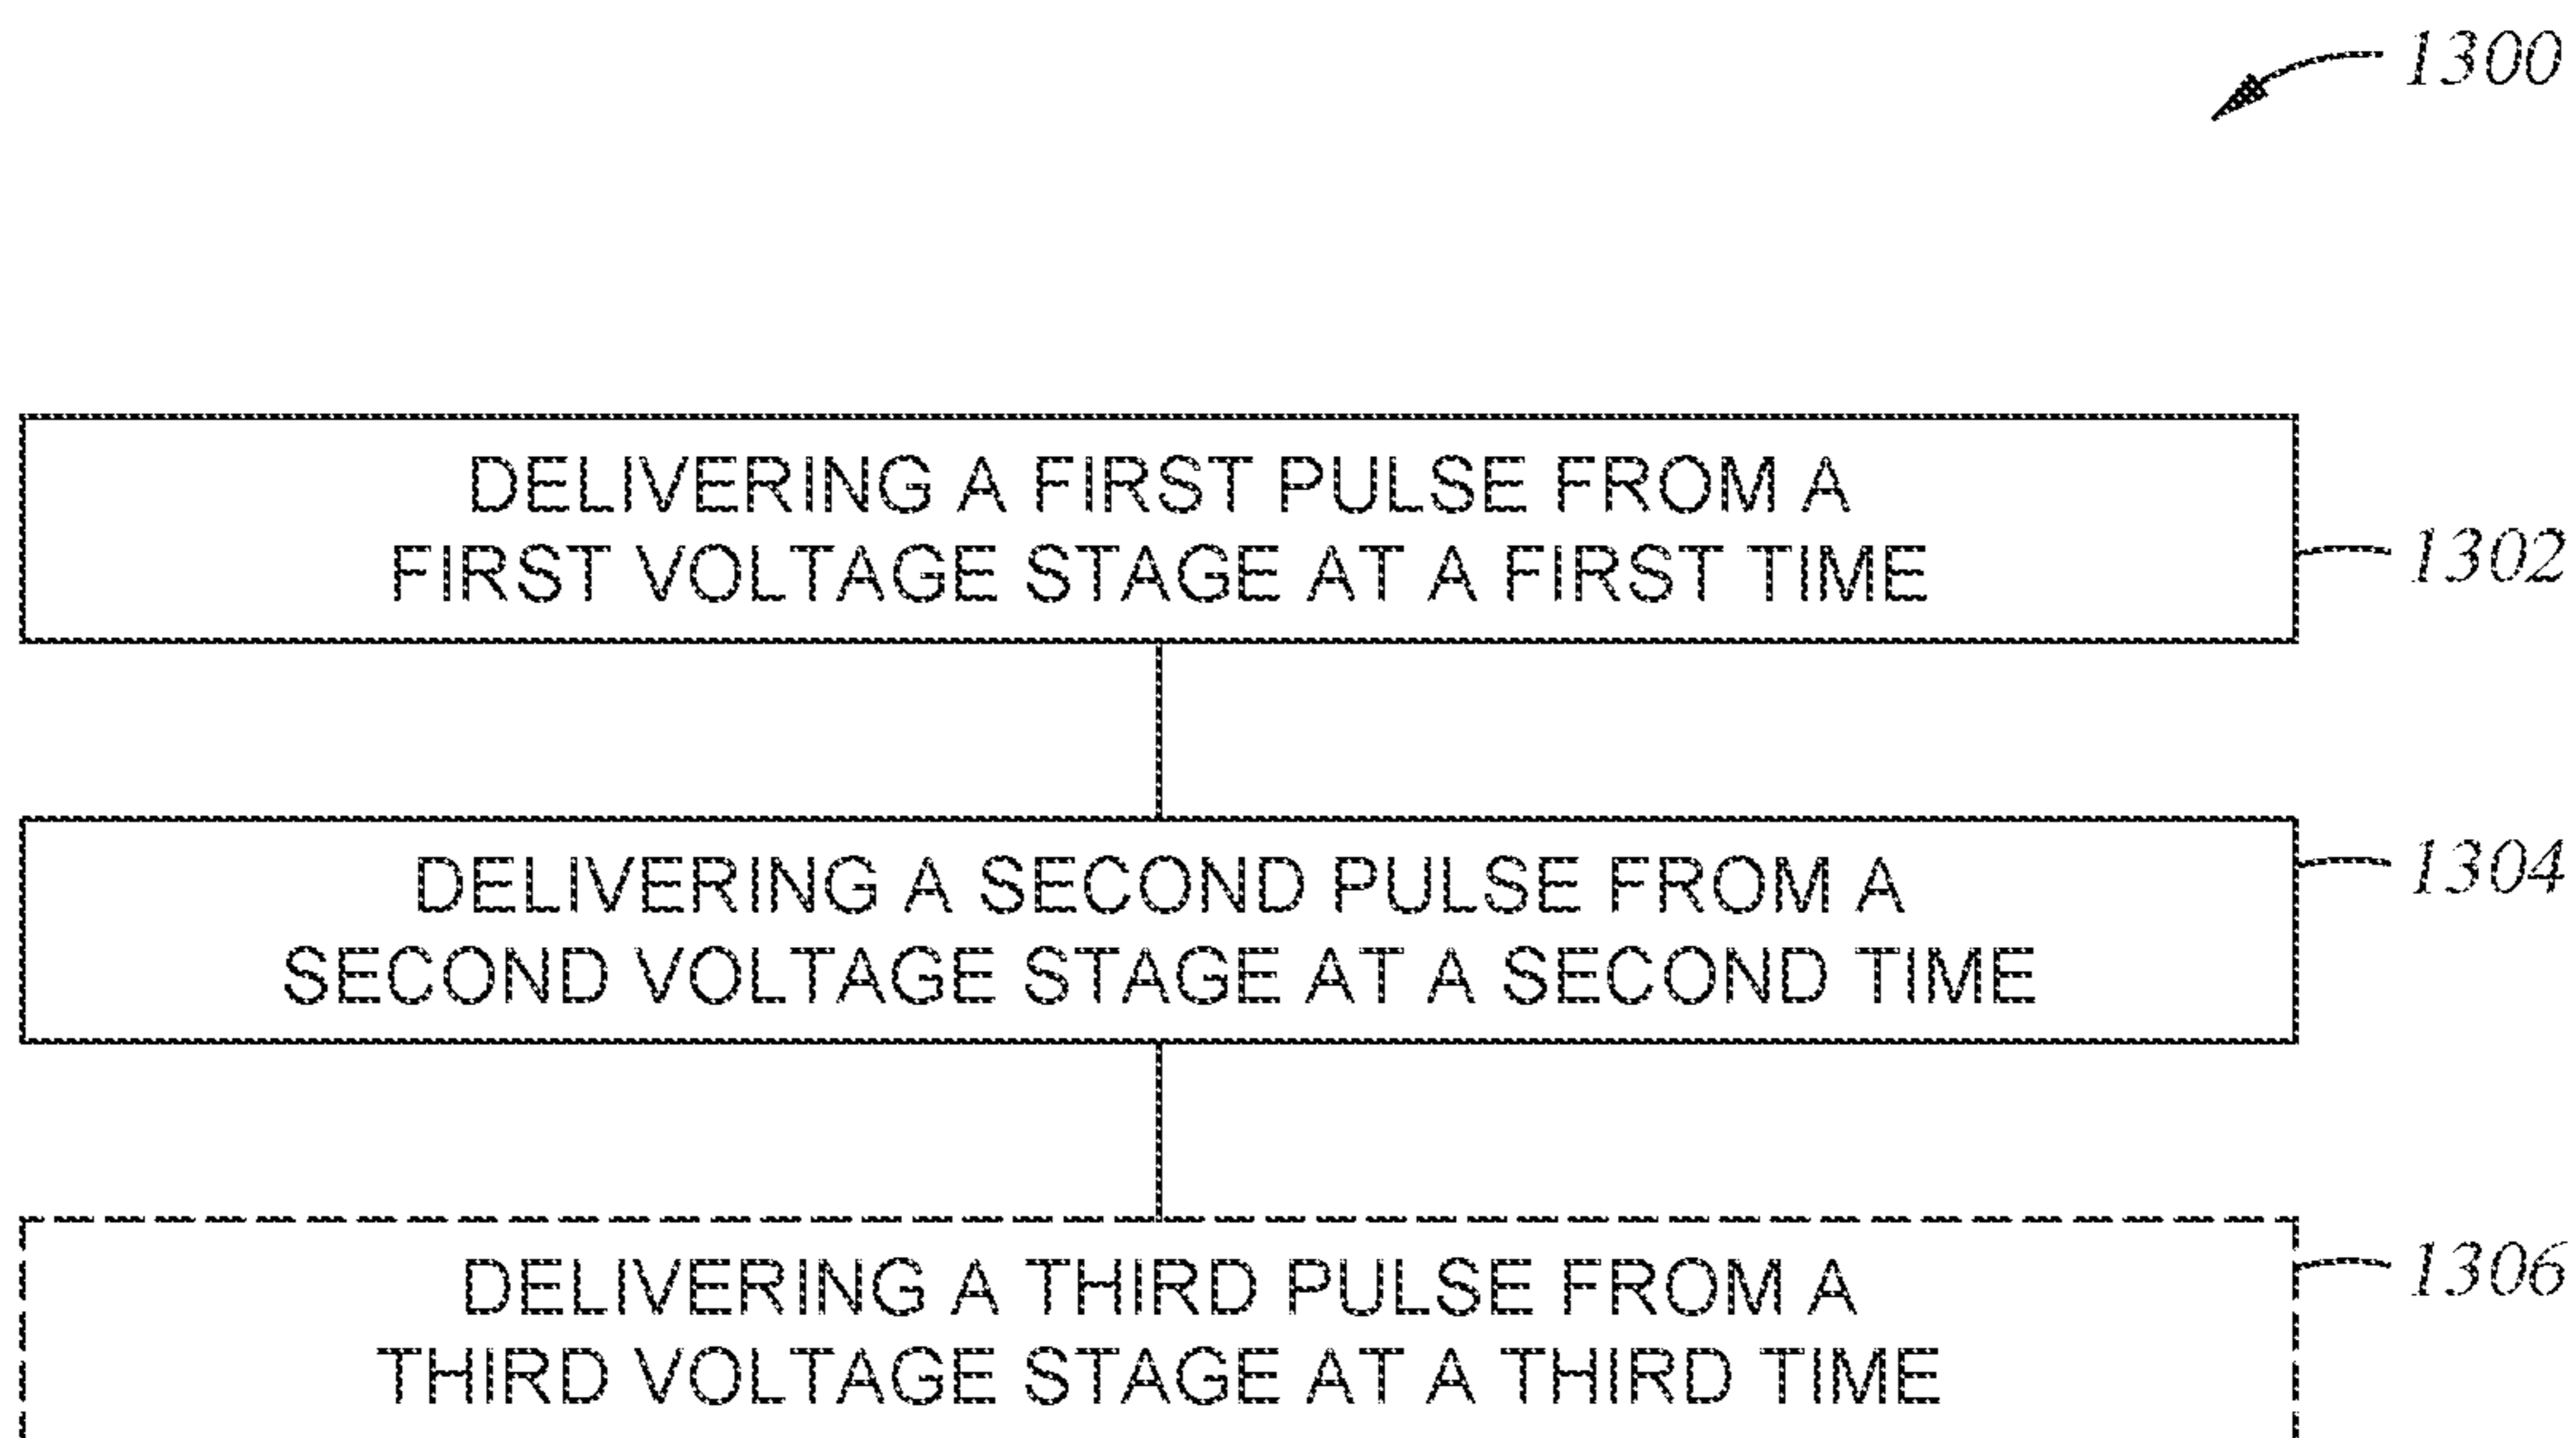 1300
DELIVERING A FIRST PULSE FROM A
FIRST VOLTAGE STAGE AT A FIRST TIME
1302
DELIVERING A SECOND PULSE FROM A
SECOND VOLTAGE STAGE AT A SECOND TIME
1304
DELIVERING A THIRD PULSE FROM A
THIRD VOLTAGE STAGE AT A THIRD TIME
1306